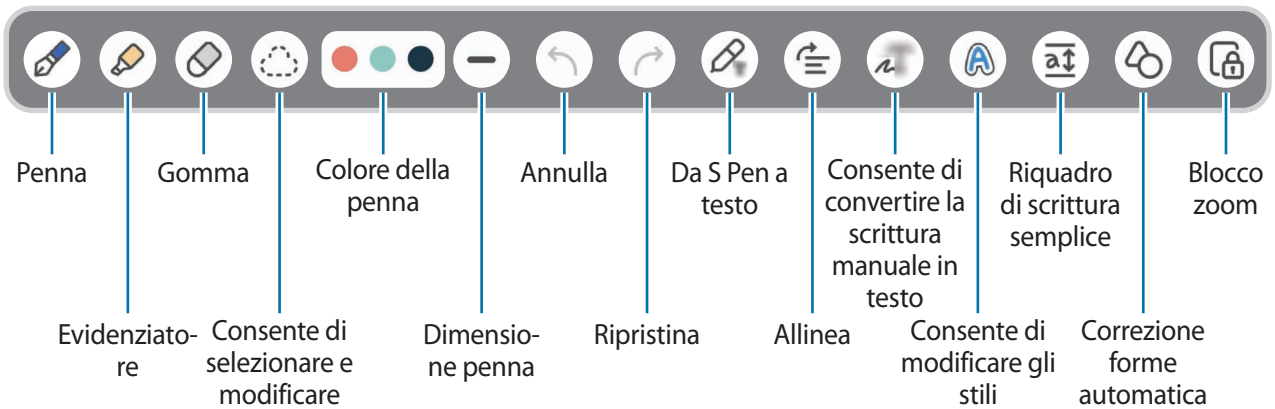 Penna
Gomma
Colore della
penna
Annulla
Da S Pen a
testo
Consente di
convertire la
scrittura
manuale in
testo
Riquadro
di scrittura
semplice
Blocco
zoom
Evidenziato-
re
Consente di
selezionare e
modificare
Dimensio-
ne penna
Ripristina
Allinea
Consente di
modificare gli
stili
Correzione
forme
automatica